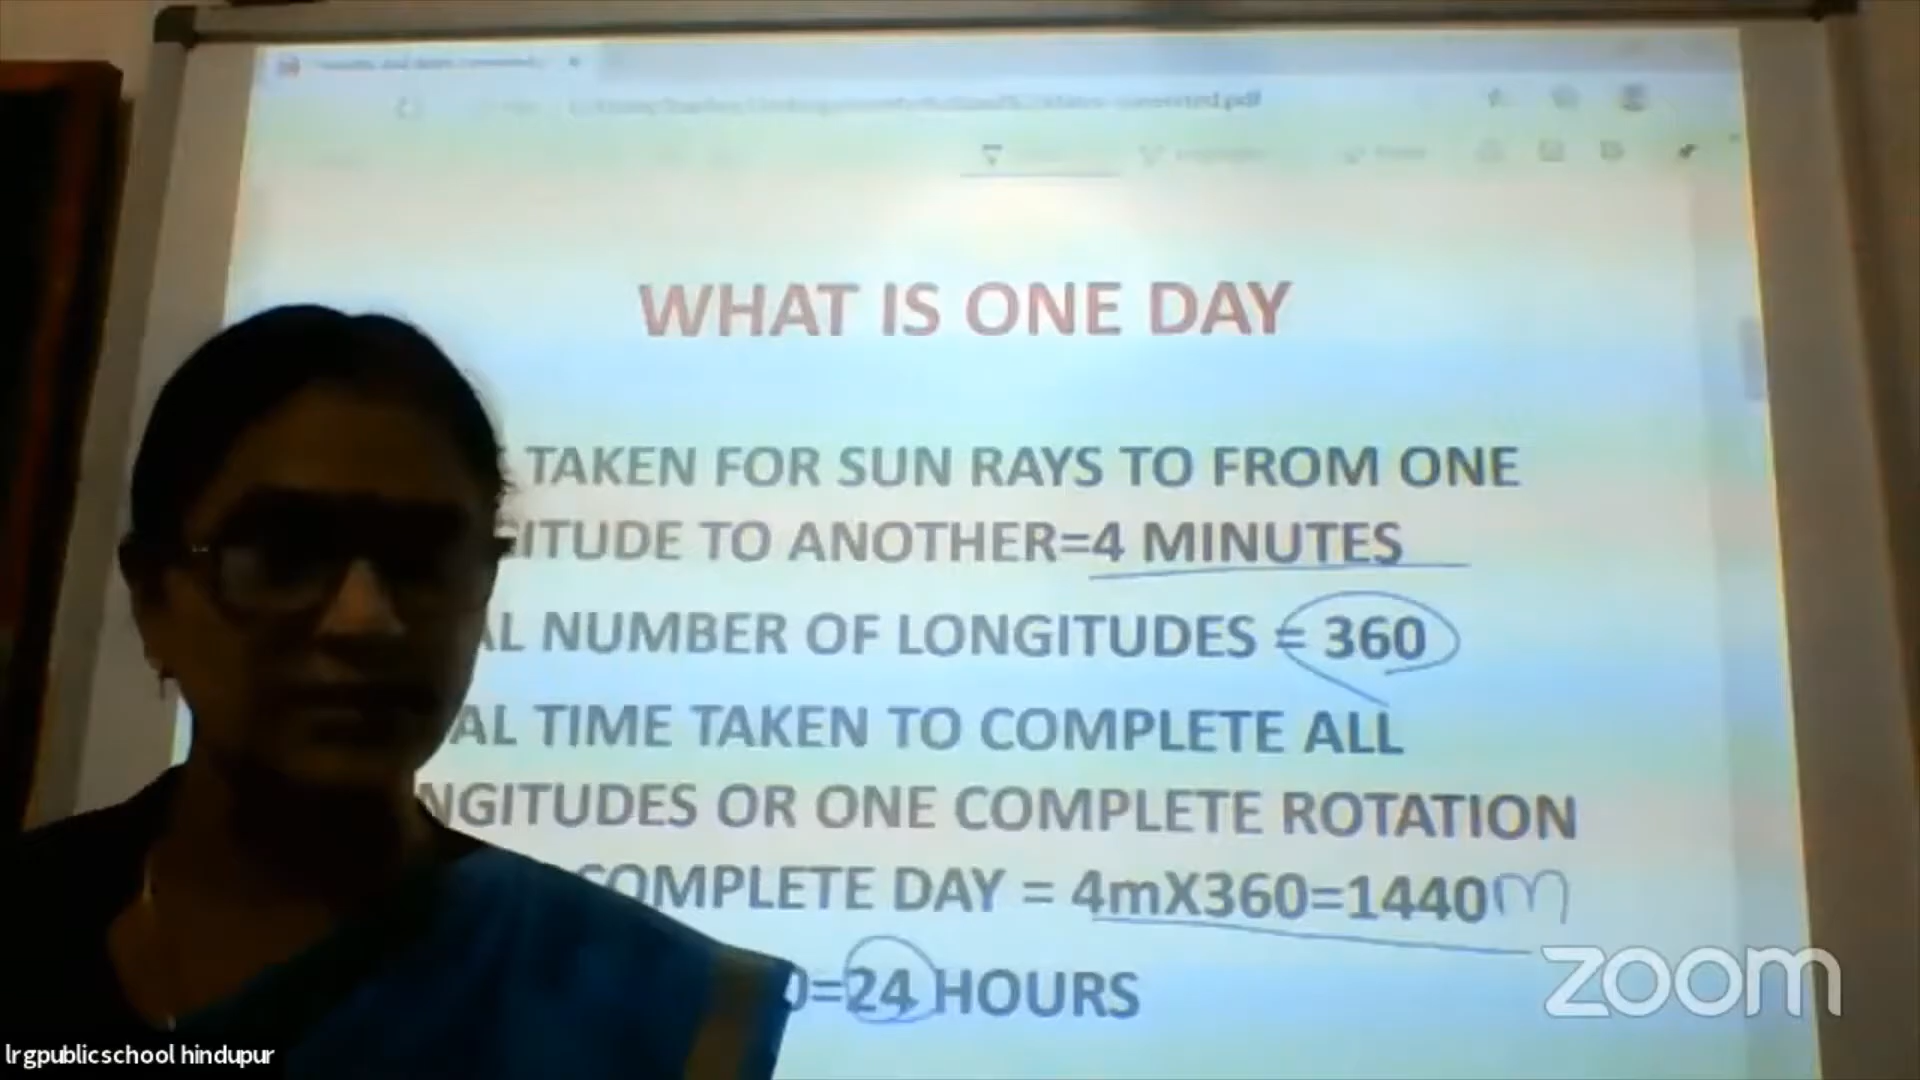 WHAT IS ONE DAY
TAKEN FOR SUN RAYS TO FROM ONE
GITUDE TO ANOTHER=4 MINUTES
AL NUMBER OF LONGITUDES = 360
AL TIME TAKEN TO COMPLETE ALL
NGITUDES OR ONE COMPLETE ROTATION
COMPLETE DAY = 4mX360=1440m
0=24 HOURS
zoom
lrgpublicschool hindupur